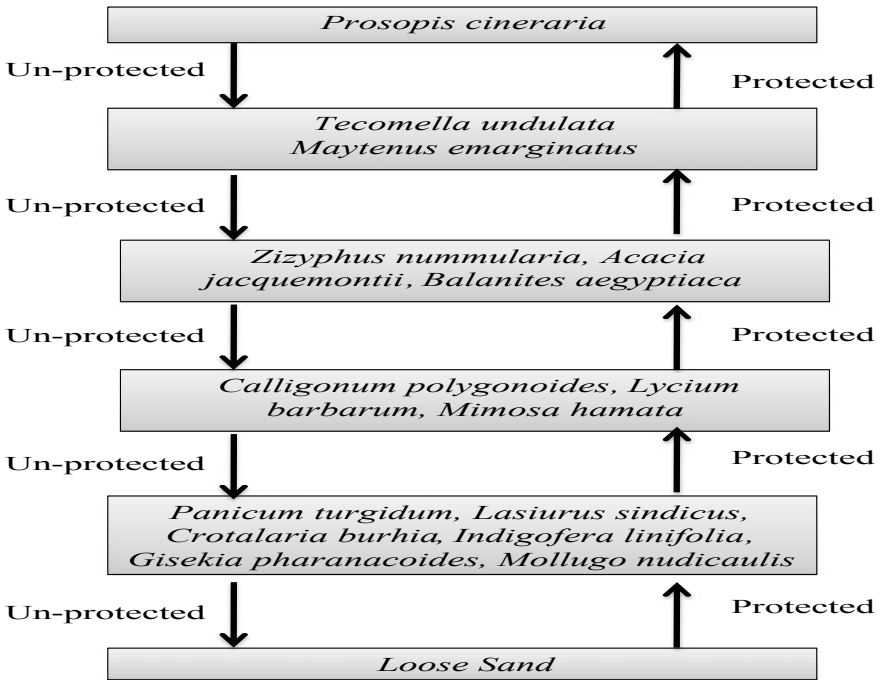 Prosopis cineraria
Un-protected
Protected
Tecomella undulata
Maytenus emarginatus
Un-protected
Protected
Zizyphus nummularia, Acacia
jacquemontii, Balanites aegyptiaca
Un-protected
Protected
Calligonum polygonoides, Lycium
barbarum, Mimosa hamata
Un-protected
Protected
Panicum turgidum, Lasiurus sindicus,
Crotalaria burhia, Indigofera linifolia,
Gisekia pharanacoides, Mollugo nudicaulis
Un-protected
Protected
Loose Sand